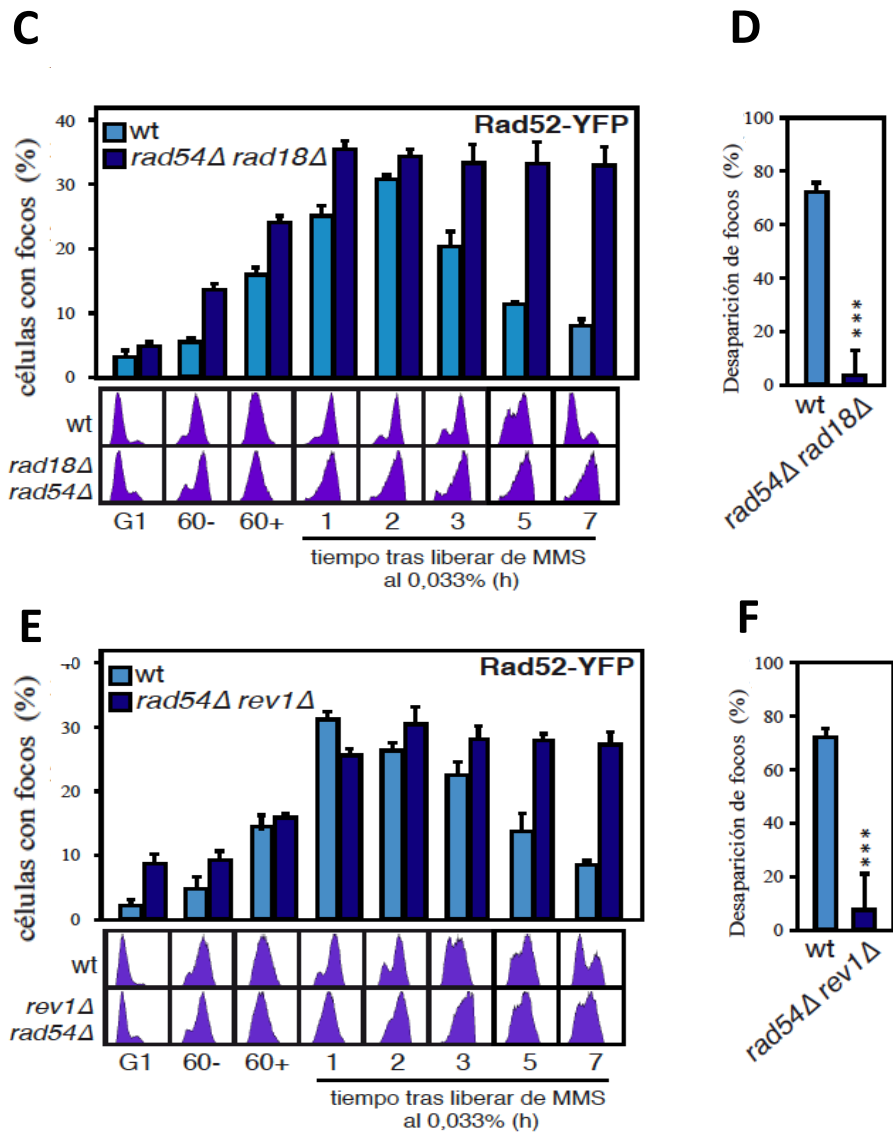 C
D
Rad52-YFP
wt
rad54Δ rad18Δ
células con focos (%)
40
30
20
10
0
wt
rad18Δ
rad54Δ
G1 60- 60+ 1 2 3 5 7
tiempo tras liberar de MMS
al 0,033% (h)
Desaparición de focos (%)
100
80
60
40
20
0
***
wt
rad54Δ rad18Δ
E
F
Rad52-YFP
wt
rad54Δ rev1Δ
células con focos (%)
30
20
10
0
wt
rev1Δ
rad54Δ
G1 60- 60+ 1 2 3 5 7
tiempo tras liberar de MMS
al 0,033% (h)
Desaparición de focos (%)
100
80
60
40
20
0
***
wt
rad54Δ rev1Δ